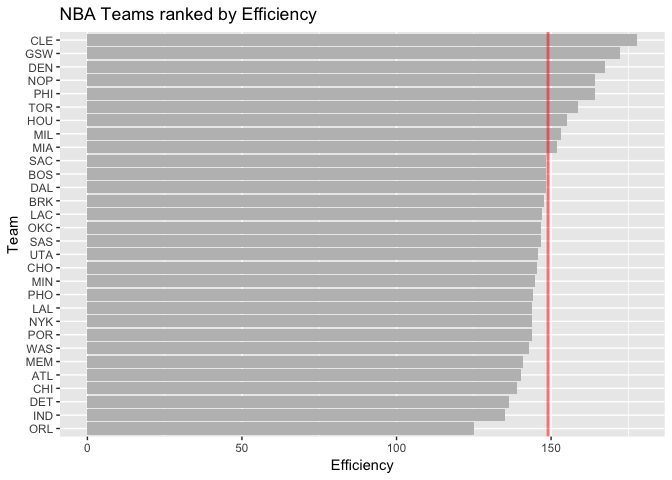 NBA Teams ranked by Efficiency
CLE
GSW
DEN
NOP
PHI
TOR
HOU
MIL
MIA
SAC
BOS
DAL
BRK
LAC
OKC
SAS
UTA
CHO
MIN
PHO
LAL
NYK
POR
WAS
MEM
ATL
CHI
DET
IND
ORL
Team
0 50 100 150
Efficiency